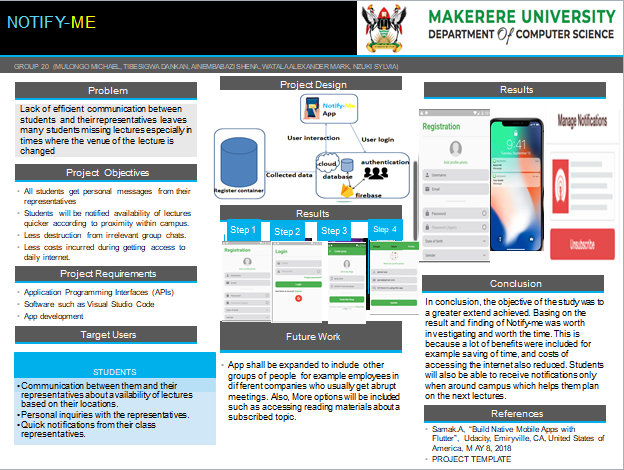 NOTIFY-ME
MAKERERE UNIVERSITY
DEPARTMENT Of COMPUTER SCIENCE
GROUP 20 (MULONGO MICHAEL, TIBESIGWA DANKAN, AINEMBABAZI SHENA, WATALA ALEXANDER MARK, NZUKI SYLVIA)
Problem
Lack of efficient communication between
students and their representatives leaves
many students missing lectures especially in
times where the venue of the lecture is
changed
Project Objectives
• All students get personal messages from their
representatives
• Students will be notified availability of lectures
quicker according to proximity within campus.
• Less destruction from irrelevant group chats.
• Less costs incurred during getting access to
daily internet.
Project Requirements
• Application Programming Interfaces (APIs)
• Software such as Visual Studio Code
• App development
Target Users
STUDENTS
• Communication between them and their
representatives about availability of lectures
based on their locations.
• Personal inquiries with the representatives.
• Quick notifications from their class
representatives.
Project Design
Notify-Me
App
User interaction
User login
cloud
authentication
database
Collected data
Register container
firebase
Results
Step 1
Step 2
Step 3
Step 4
Registration
Login
Future Work
• App shall be expanded to include other
groups of people for example employees in
different companies who usually get abrupt
meetings. Also, More options will be included
such as accessing reading materials about a
subscribed topic.
Results
Registration
Username
Email
Password
Gender
Manage Notifications
Unsubscribe
Conclusion
In conclusion, the objective of the study was to
a greater extend achieved. Basing on the
result and finding of Notify-me was worth
investigating and worth the time. This is
because a lot of benefits were included for
example saving of time, and costs of
accessing the internet also reduced. Students
will also be able to receive notifications only
when around campus which helps them plan
on the next lectures.
References
• Samak.A, "Build Native Mobile Apps with
Flutter", Udacity, Emiryville, CA, United States of
America, M AY 8, 2018
• PROJECT TEMPLATE